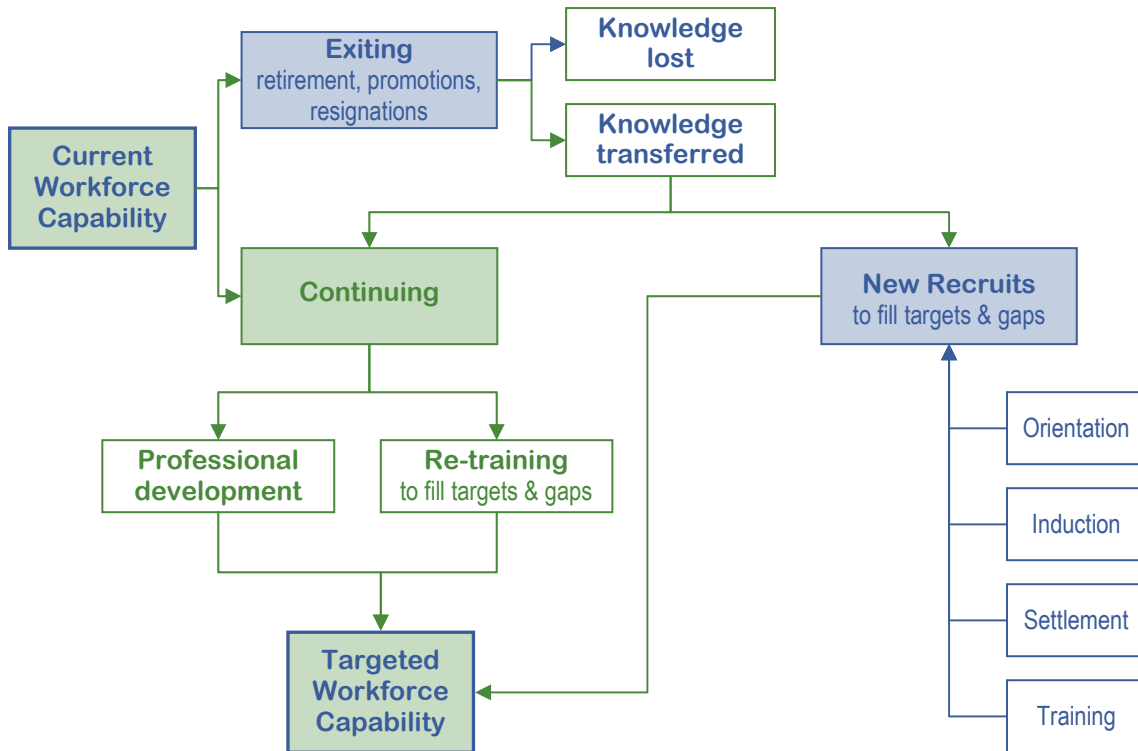 Exiting
retirement, promotions,
resignations
Knowledge
lost
Knowledge
transferred
Current
Workforce
Capability
Continuing
New Recruits
to fill targets & gaps
Professional
development
Re-training
to fill targets & gaps
Orientation
Induction
Settlement
Training
Targeted
Workforce
Capability